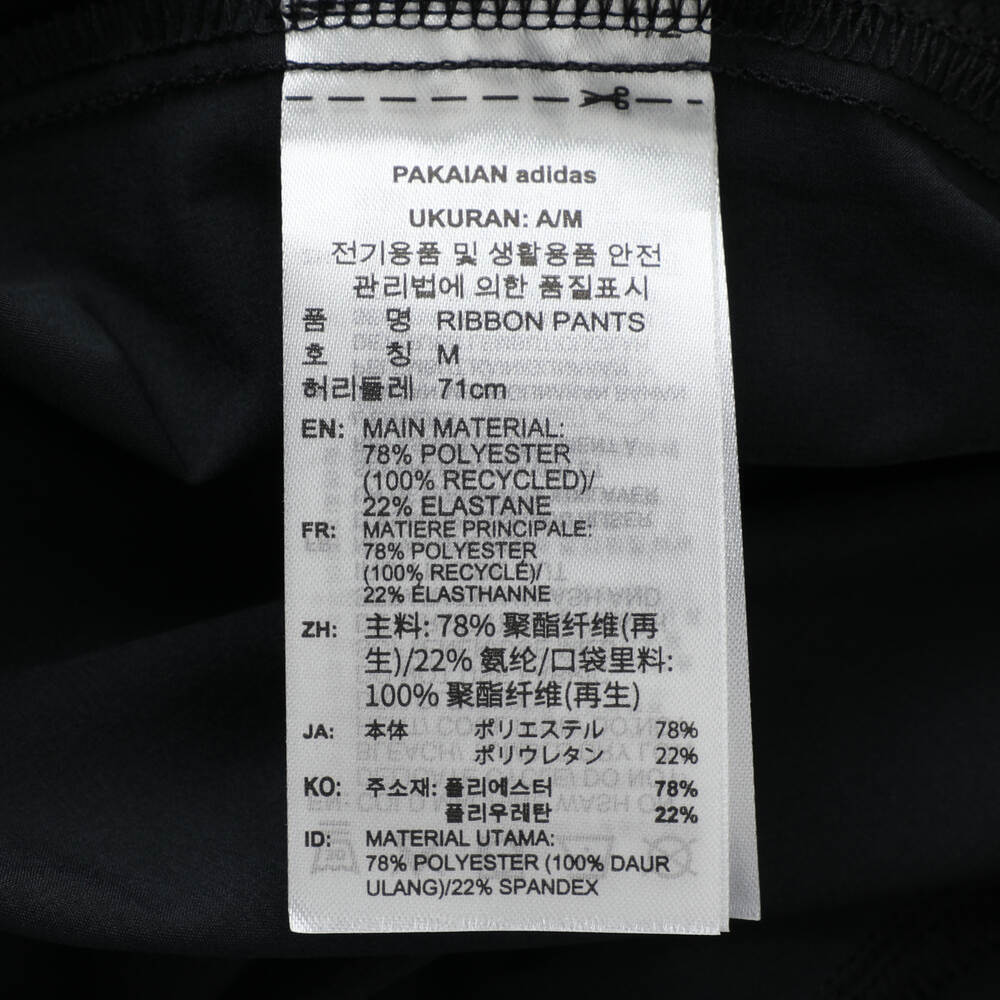 PAKAIAN adidas
UKURAN: A/M
전기용품 및 생활용품 안전
관리법에 의한 품질표시
품 명 RIBBON PANTS
호 칭 M
허리둘레 71cm
EN: MAIN MATERIAL:
78% POLYESTER
(100% RECYCLED)/
22% ELASTANE
FR: MATIERE PRINCIPALE:
78% POLYESTER
(100% RECYCLÉ)/
22% ÉLASTHANNE
ZH: 主料: 78% 聚酯纤维(再
生)/22% 氨纶/口袋里料:
100% 聚酯纤维(再生)
JA: 本体 ポリエステル 78%
ポリウレタン 22%
KO: 주소재: 폴리에스터 78%
폴리우레탄 22%
ID: MATERIAL UTAMA:
78% POLYESTER (100% DAUR
ULANG)/22% SPANDEX